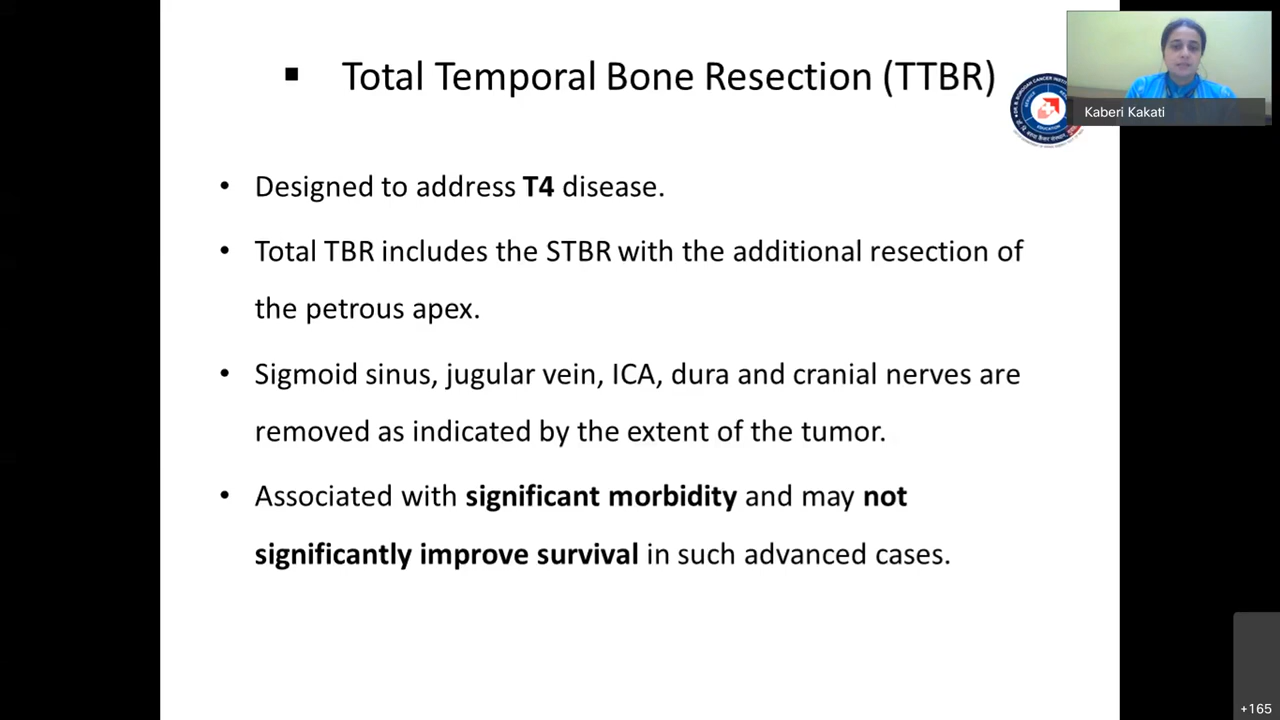 ▪ Total Temporal Bone Resection (TTBR)
Kaberi Kakati
• Designed to address T4 disease.
• Total TBR includes the STBR with the additional resection of
the petrous apex.
• Sigmoid sinus, jugular vein, ICA, dura and cranial nerves are
removed as indicated by the extent of the tumor.
• Associated with significant morbidity and may not
significantly improve survival in such advanced cases.
+165